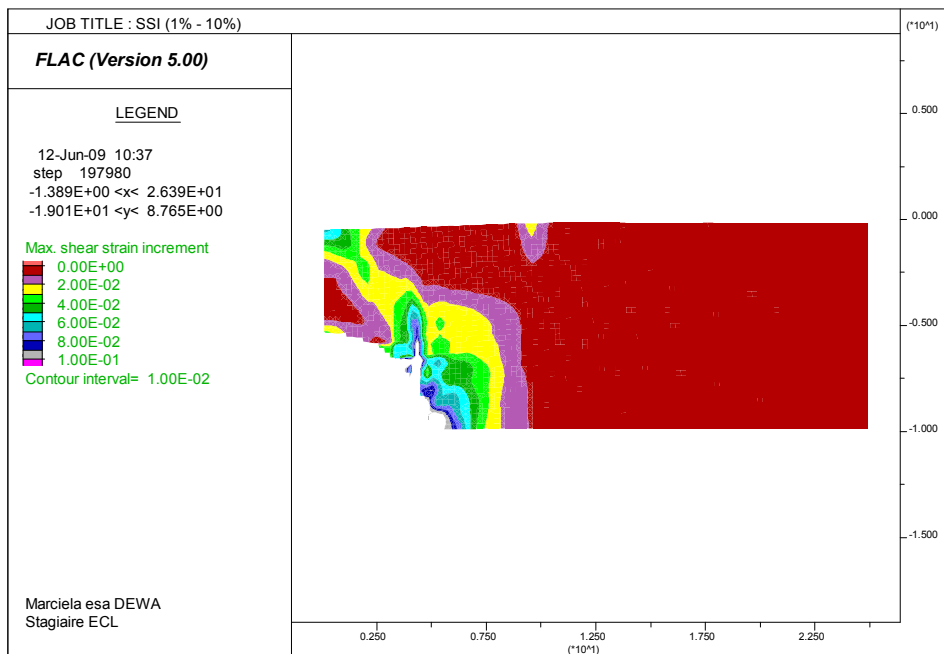 JOB TITLE : SSI (1% - 10%)
(*10^1)
FLAC (Version 5.00)
LEGEND
12-Jun-09 10:37
step 197980
-1.389E+00 <x< 2.639E+01
-1.901E+01 <y< 8.765E+00
Max. shear strain increment
0.00E+00
2.00E-02
4.00E-02
6.00E-02
8.00E-02
1.00E-01
Contour interval= 1.00E-02
Marciela esa DEWA
Stagiaire ECL
0.500
0.000
-0.500
-1.000
-1.500
0.250 0.750 1.250 1.750 2.250
(*10^1)